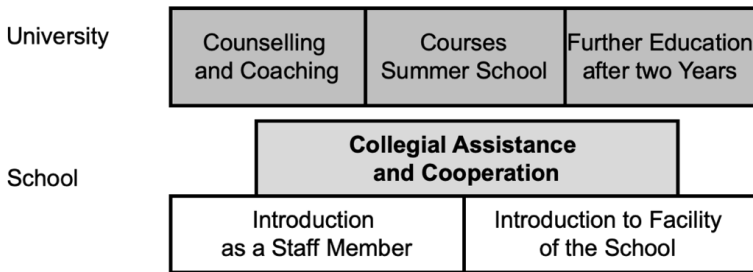 University
Counselling
and Coaching
Courses
Summer School
Further Education
after two Years
School
Collegial Assistance
and Cooperation
Introduction
as a Staff Member
Introduction to Facility
of the School